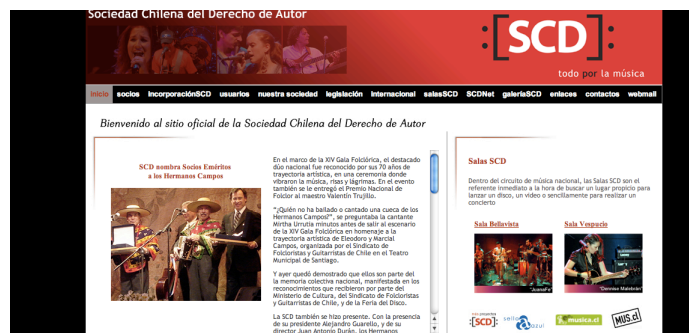 Sociedad Chilena del Derecho de Autor
:[SCD]:
todo por la música
Inicio socios incorporaciónSCD usuarios nuestra sociedad legislación internacional salasSCD SCDNet galeríaSCD enlaces contactos webmail
Bienvenido al sitio oficial de la Sociedad Chilena del Derecho de Autor
SCD nombra Socios Eméritos
a los Hermanos Campos
En el marco de la XIV Gala Folclórica, el destacado
dúo nacional fue reconocido por sus 70 años de
trayectoria artística, en una ceremonia donde
vibraron la música, risas y lágrimas. En el evento
también se le entregó el Premio Nacional de
Folclor al maestro Valentín Trujillo.
"¿Quién no ha bailado o cantado una cueca de los
Hermanos Campos?", se preguntaba la cantante
Mirtha Urrutia minutos antes de salir al escenario
de la XIV Gala Folclórica en homenaje a la
trayectoria artística de Eleodoro y Marcial
Campos, organizada por el Sindicato de
Folcloristas y Guitarristas de Chile en el Teatro
Municipal de Santiago.
Y ayer quedó demostrado que ellos son parte del
la memoria colectiva nacional, manifestada en los
reconocimientos que recibieron por parte del
Ministerio de Cultura, del Sindicato de Folcloristas
y Guitarristas de Chile, y de la Feria del Disco.
La SCD también se hizo presente. Con la presencia
de su presidente Alejandro Guarello, y de su
director Juan Antonio Durán, los Hermanos
Salas SCD
Dentro del circuito de música nacional, las Salas SCD son el
referente inmediato a la hora de buscar un lugar propicio para
lanzar un disco, un video o sencillamente para realizar un
concierto
Sala Bellavista Sala Vespucio
"JuanaFe" "Denisse Malebrán"
:[SCD]: sello azul musica.cl MUS.cl